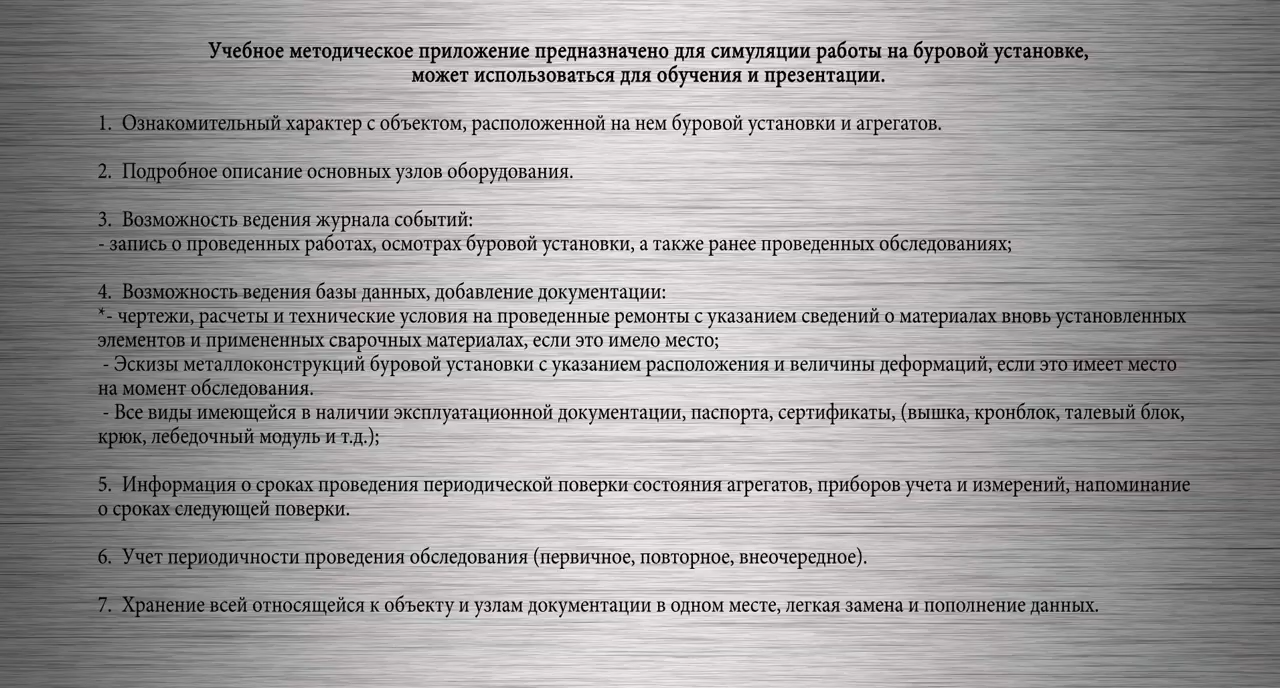 Учебное методическое приложение предназначено для симуляции работы на буровой установке,
может использоваться для обучения и презентации.
1. Ознакомительный характер с объектом, расположенной на нем буровой установки и агрегатов.
2. Подробное описание основных узлов оборудования.
3. Возможность ведения журнала событий:
- запись о проведенных работах, осмотрах буровой установки, а также ранее проведенных обследованиях;
4. Возможность ведения базы данных, добавление документации:
*- чертежи, расчеты и технические условия на проведенные ремонты с указанием сведений о материалах вновь установленных
элементов и примененных сварочных материалах, если это имело место;
- Эскизы металлоконструкций буровой установки с указанием расположения и величины деформаций, если это имеет место
на момент обследования.
- Все виды имеющейся в наличии эксплуатационной документации, паспорта, сертификаты, (вышка, кронблок, талевый блок,
крюк, лебедочный модуль и т.д.);
5. Информация о сроках проведения периодической поверки состояния агрегатов, приборов учета и измерений, напоминание
о сроках следующей поверки.
6. Учет периодичности проведения обследования (первичное, повторное, внеочередное).
7. Хранение всей относящейся к объекту и узлам документации в одном месте, легкая замена и пополнение данных.